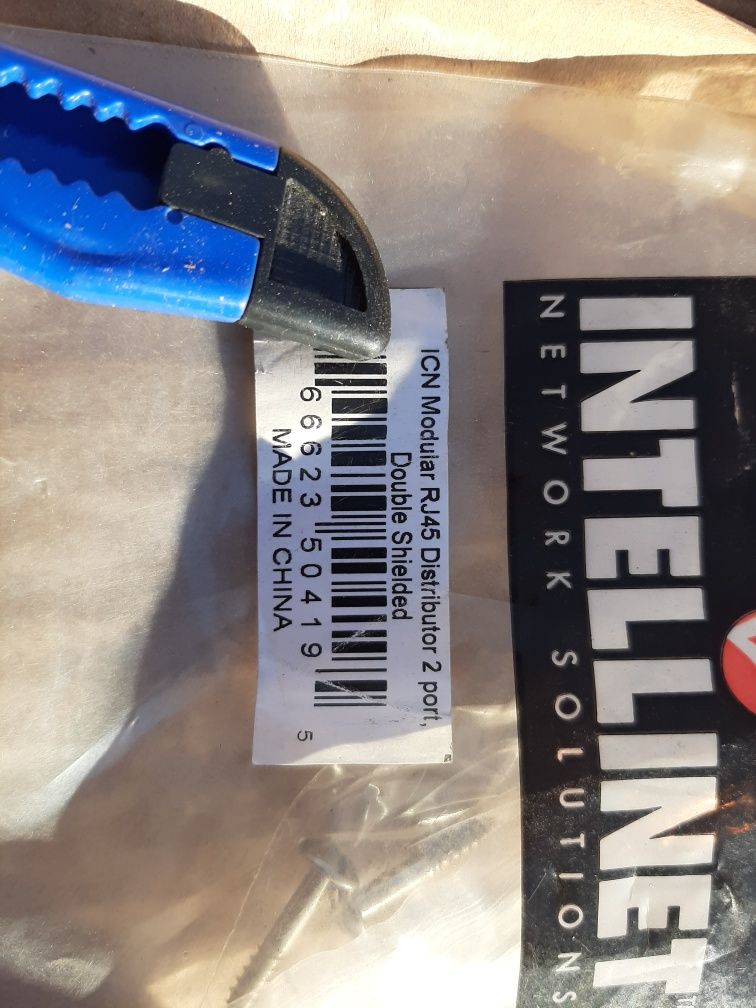 INTELLINET
NETWORK SOLUTIONS
ICN Modular RJ45 Distributor 2 port,
Double Shielded
66623 50419 5
MADE IN CHINA